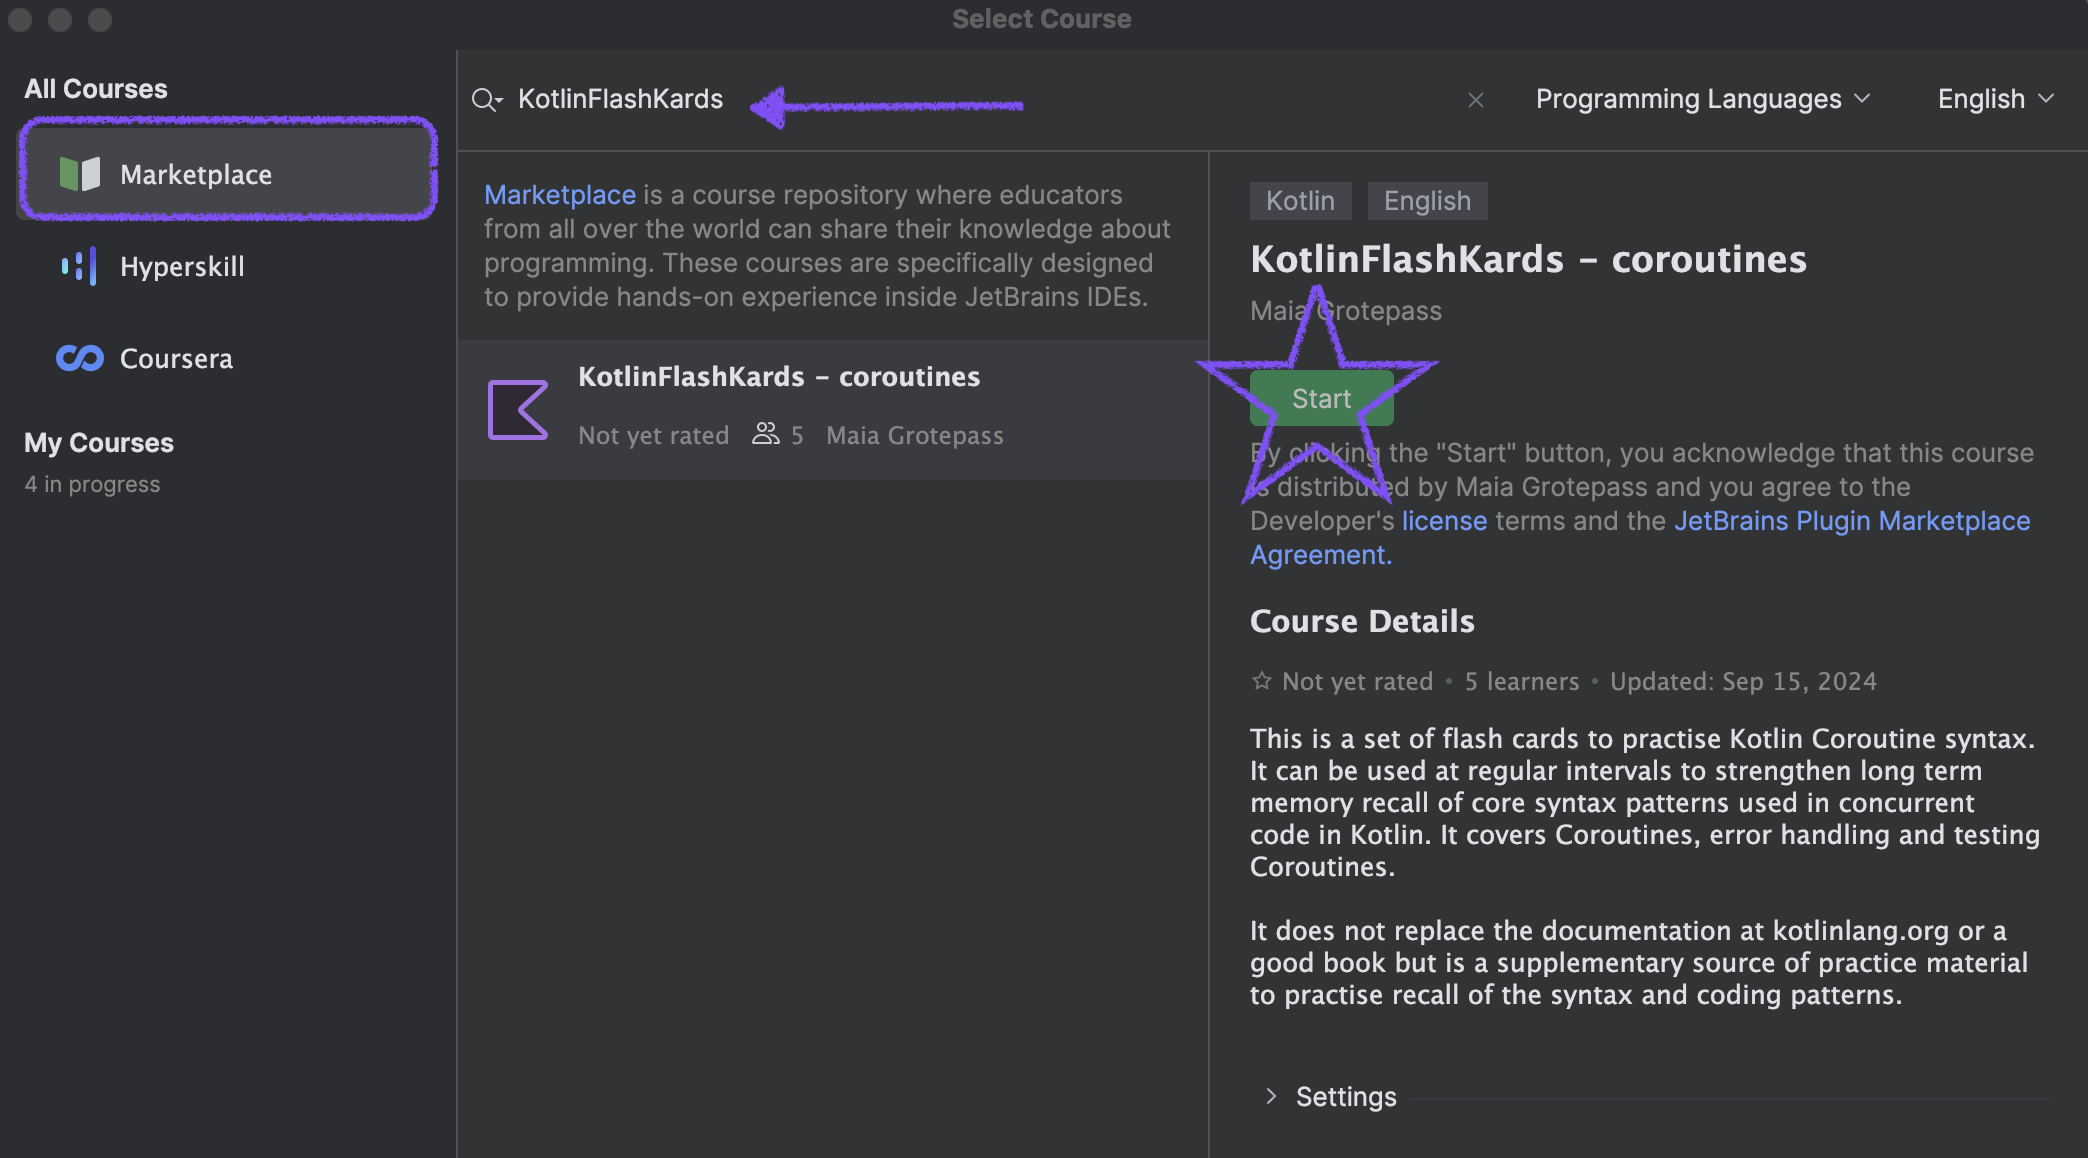 Select Course
All Courses
Marketplace
Hyperskill
Coursera
My Courses
4 in progress
KotlinFlashKards
Programming Languages
English
Marketplace is a course repository where educators
from all over the world can share their knowledge about
programming. These courses are specifically designed
to provide hands-on experience inside JetBrains IDEs.
KotlinFlashKards – coroutines
Not yet rated 5 Maia Grotepass
Kotlin English
KotlinFlashKards – coroutines
Maia Grotepass
Start
By clicking the "Start" button, you acknowledge that this course
is distributed by Maia Grotepass and you agree to the
Developer's license terms and the JetBrains Plugin Marketplace
Agreement.
Course Details
Not yet rated • 5 learners • Updated: Sep 15, 2024
This is a set of flash cards to practise Kotlin Coroutine syntax.
It can be used at regular intervals to strengthen long term
memory recall of core syntax patterns used in concurrent
code in Kotlin. It covers Coroutines, error handling and testing
Coroutines.
It does not replace the documentation at kotlinlang.org or a
good book but is a supplementary source of practice material
to practise recall of the syntax and coding patterns.
Settings